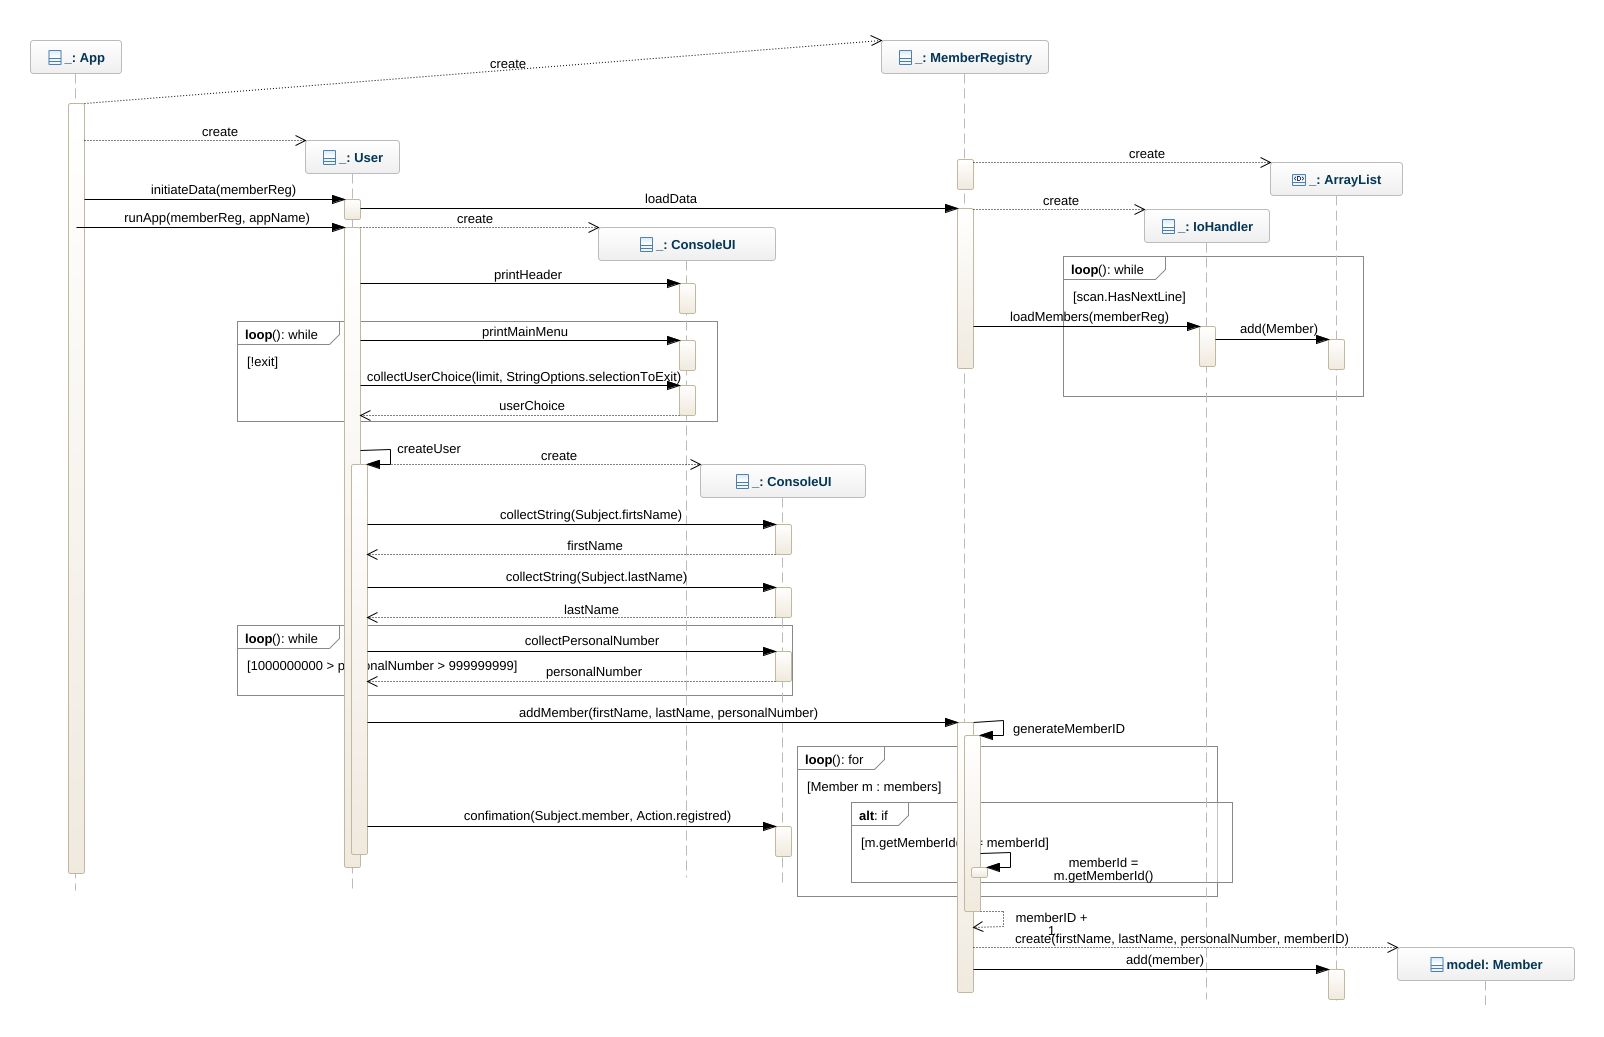 _: App
_: MemberRegistry
create
create
_: User
create
_: ArrayList
initiateData(memberReg)
loadData
create
runApp(memberReg, appName)
create
_: IoHandler
_: ConsoleUI
loop(): while
printHeader
[scan.HasNextLine]
loadMembers(memberReg)
add(Member)
loop(): while
printMainMenu
[!exit]
collectUserChoice(limit, StringOptions.selectionToExit)
userChoice
createUser
create
_: ConsoleUI
collectString(Subject.firtsName)
firstName
collectString(Subject.lastName)
lastName
loop(): while
collectPersonalNumber
[1000000000 > personalNumber > 999999999]
personalNumber
addMember(firstName, lastName, personalNumber)
generateMemberID
loop(): for
[Member m : members]
alt: if
confimation(Subject.member, Action.registred)
[m.getMemberId = memberId]
memberId =
m.getMemberId()
memberID +
1
create(firstName, lastName, personalNumber, memberID)
add(member)
model: Member